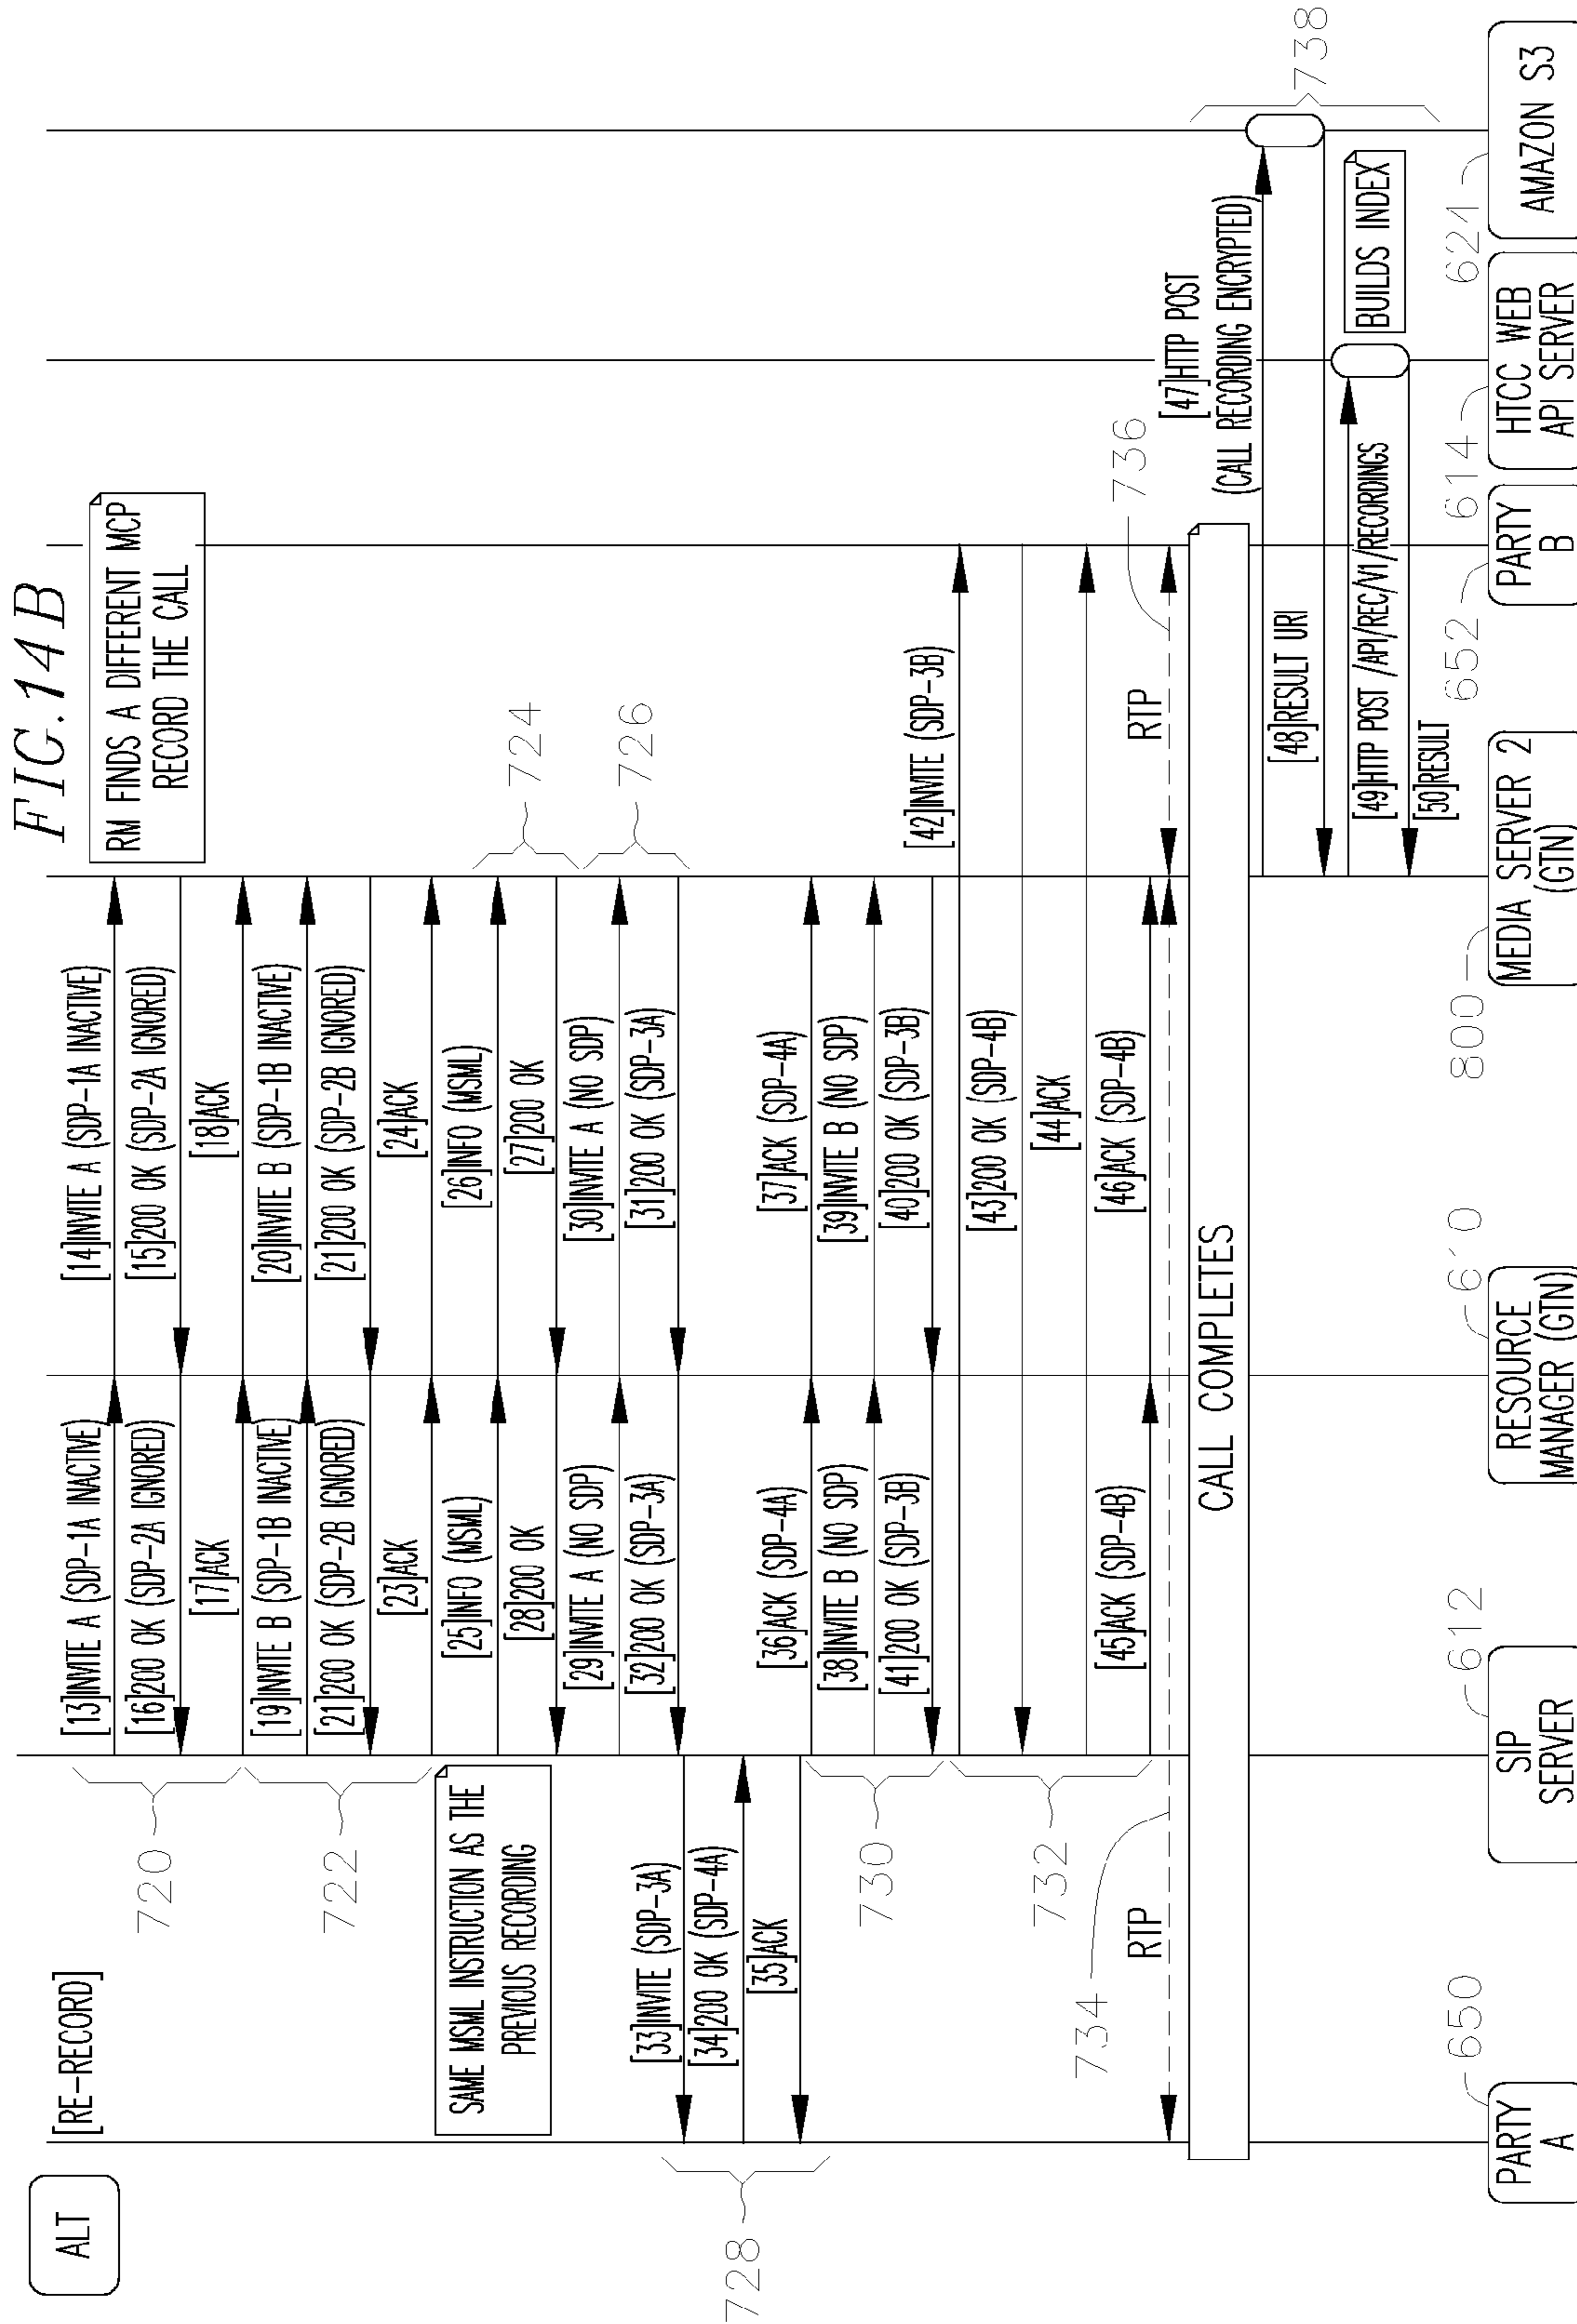 FIG.14B
ALT
[RE-RECORD]
RM FINDS A DIFFERENT MCP
RECORD THE CALL
[13]INVITE A (SDP-1A INACTIVE)
[14]INVITE A (SDP-1A INACTIVE)
[16]200 OK (SDP-2A IGNORED)
[15]200 OK (SDP-2A IGNORED)
720
[17]ACK
[18]ACK
[19]INVITE B (SDP-1B INACTIVE)
[20]INVITE B (SDP-1B INACTIVE)
[21]200 OK (SDP-2B IGNORED)
[21]200 OK (SDP-2B IGNORED)
722
[23]ACK
[24]ACK
SAME MSML INSTRUCTION AS THE
PREVIOUS RECORDING
[25]INFO (MSML)
[26]INFO (MSML)
724
[28]200 OK
[27]200 OK
[29]INVITE A (NO SDP)
[30]INVITE A (NO SDP)
726
[32]200 OK (SDP-3A)
[31]200 OK (SDP-3A)
[33]INVITE (SDP-3A)
[34]200 OK (SDP-4A)
728
[35]ACK
[36]ACK (SDP-4A)
[37]ACK (SDP-4A)
[38]INVITE B (NO SDP)
[39]INVITE B (NO SDP)
730
[41]200 OK (SDP-3B)
[40]200 OK (SDP-3B)
[42]INVITE (SDP-3B)
[43]200 OK (SDP-4B)
732
[44]ACK
[45]ACK (SDP-4B)
[46]ACK (SDP-4B)
734
736
RTP
RTP
CALL COMPLETES
[47]HTTP POST
(CALL RECORDING ENCRYPTED)
[48]RESULT URI
738
[49]HTTP POST /API/REC/V1/RECORDINGS
BUILDS INDEX
[50]RESULT
650
612
610
800
652
614
621
PARTY
A
SIP
SERVER
RESOURCE
MANAGER (GTN)
MEDIA SERVER 2
(GTN)
PARTY
B
HTCC WEB
API SERVER
AMAZON S3